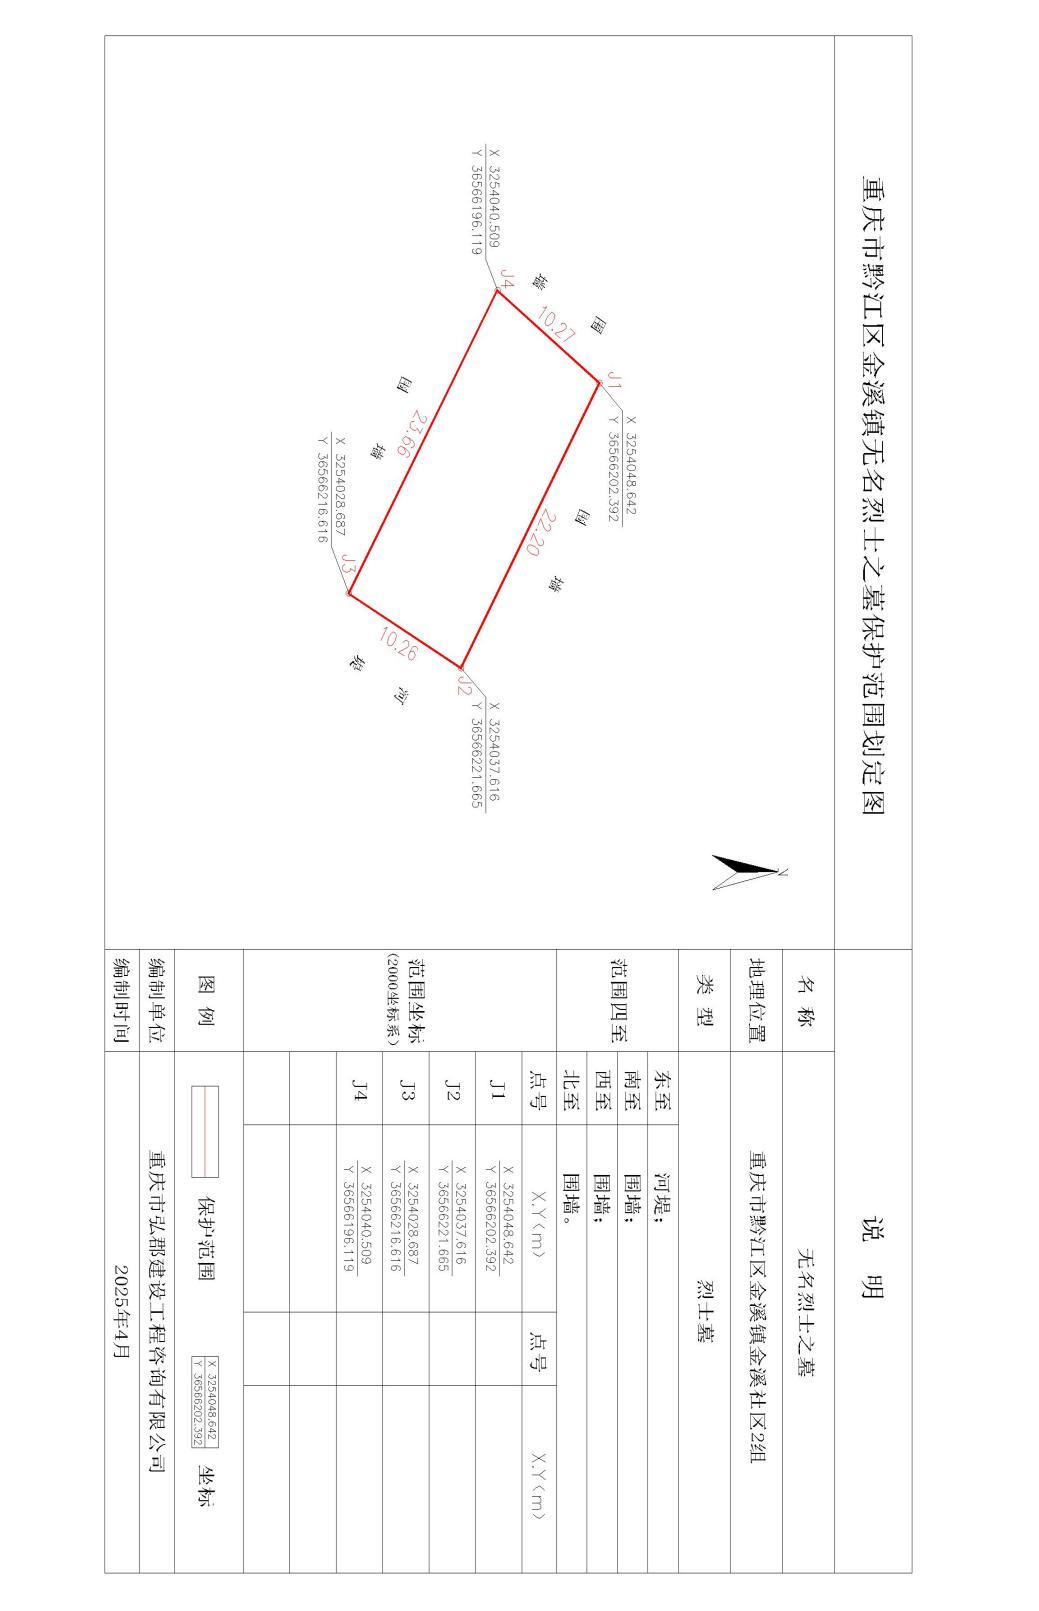 重庆市黔江区金溪镇无名烈士之墓保护范围划定图
N
X 3254048.642
Y 36566202.392
J1
围
墙
10.27
X 3254040.509
Y 36566196.119
J4
围
墙
22.20
围
墙
23.66
X 3254037.616
Y 36566221.665
J2
X 3254028.687
Y 36566216.616
J3
10.26
河
堤
说 明
名 称 无名烈士之墓
地理位置 重庆市黔江区金溪镇金溪社区2组
类 型 烈士墓
范围四至
东至 河堤;
南至 围墙;
西至 围墙;
北至 围墙。
范围坐标
(2000坐标系)
点号 X,Y(m) 点号 X,Y(m)
J1 X 3254048.642
Y 36566202.392
J2 X 3254037.616
Y 36566221.665
J3 X 3254028.687
Y 36566216.616
J4 X 3254040.509
Y 36566196.119
图 例 保护范围 X 3254048.642
Y 36566202.392 坐标
编制单位 重庆市弘郡建设工程咨询有限公司
编制时间 2025年4月